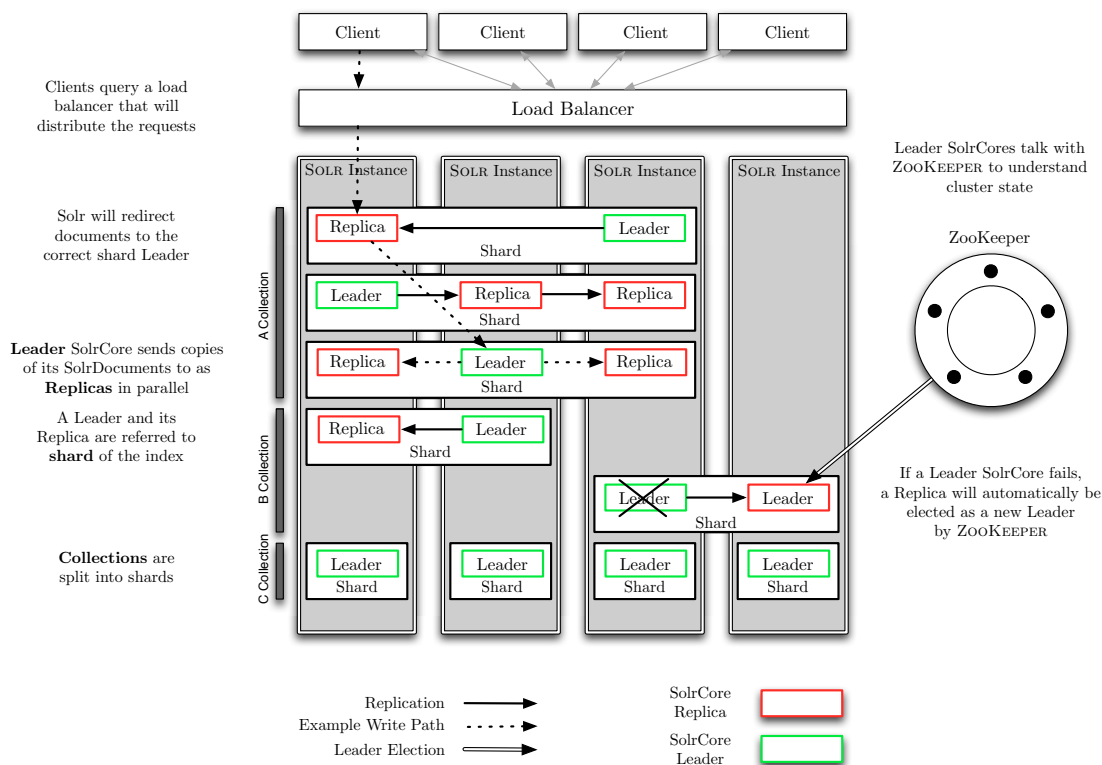 Client
Client
Client
Client
Clients query a load
balancer that will
distribute the requests
Load Balancer
Leader SolrCores talk with
ZOOKEEPER to understand
cluster state
SOLR Instance
SOLR Instance
SOLR Instance
SOLR Instance
Solr will redirect
documents to the
correct shard Leader
A Collection
Replica
Leader
Shard
ZooKeeper
Leader
Replica
Replica
Shard
Leader SolrCore sends copies
of its SolrDocuments to as
Replicas in parallel
Replica
Leader
Replica
Shard
A Leader and its
Replica are referred to
shard of the index
B Collection
Replica
Leader
Shard
Leader
Leader
Shard
If a Leader SolrCore fails,
a Replica will automatically be
elected as a new Leader
by ZOOKEEPER
Collections are
split into shards
C Collection
Leader
Shard
Leader
Shard
Leader
Shard
Leader
Shard
Replication
Example Write Path
Leader Election
SolrCore
Replica
SolrCore
Leader